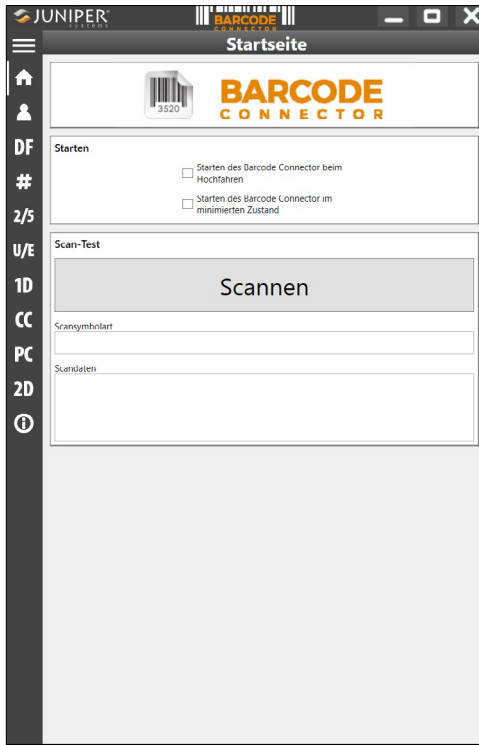 JUNIPER
systems
BARCODE
CONNECTOR
Startseite
3520
BARCODE
CONNECTOR
DF
Starten
Starten des Barcode Connector beim
Hochfahren
#
Starten des Barcode Connector im
minimierten Zustand
2/5
U/E
Scan-Test
1D
Scannen
CC
Scansymbolart
PC
Scandaten
2D